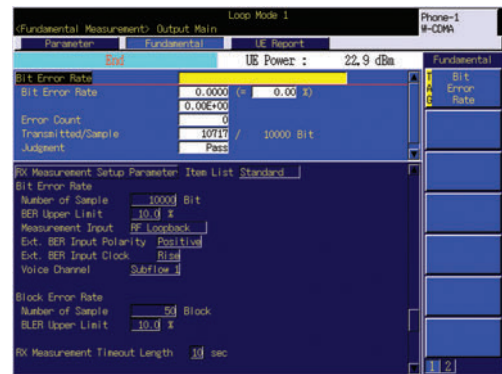 Loop Mode 1
<Fundamental Measurement> Output Main
Phone-1
W-CDMA
Parameter Fundamental UE Report
End UE Power : 22.9 dBm
Fundamental
Bit Error Rate
Bit Error Rate 0.0000 (= 0.00 %)
0.00E+00
Error Count 0
Transmitted/Sample 10717 / 10000 Bit
Judgment Pass
TAG
Bit
Error
Rate
RX Measurement Setup Parameter Item List Standard
Bit Error Rate
Number of Sample 10000 Bit
BER Upper Limit 10.0 %
Measurement Input RF Loopback
Ext. BER Input Polarity Positive
Ext. BER Input Clock Rise
Voice Channel Subflow 1
Block Error Rate
Number of Sample 50 Block
BLER Upper Limit 10.0 %
RX Measurement Timeout Length 10 sec
1 2